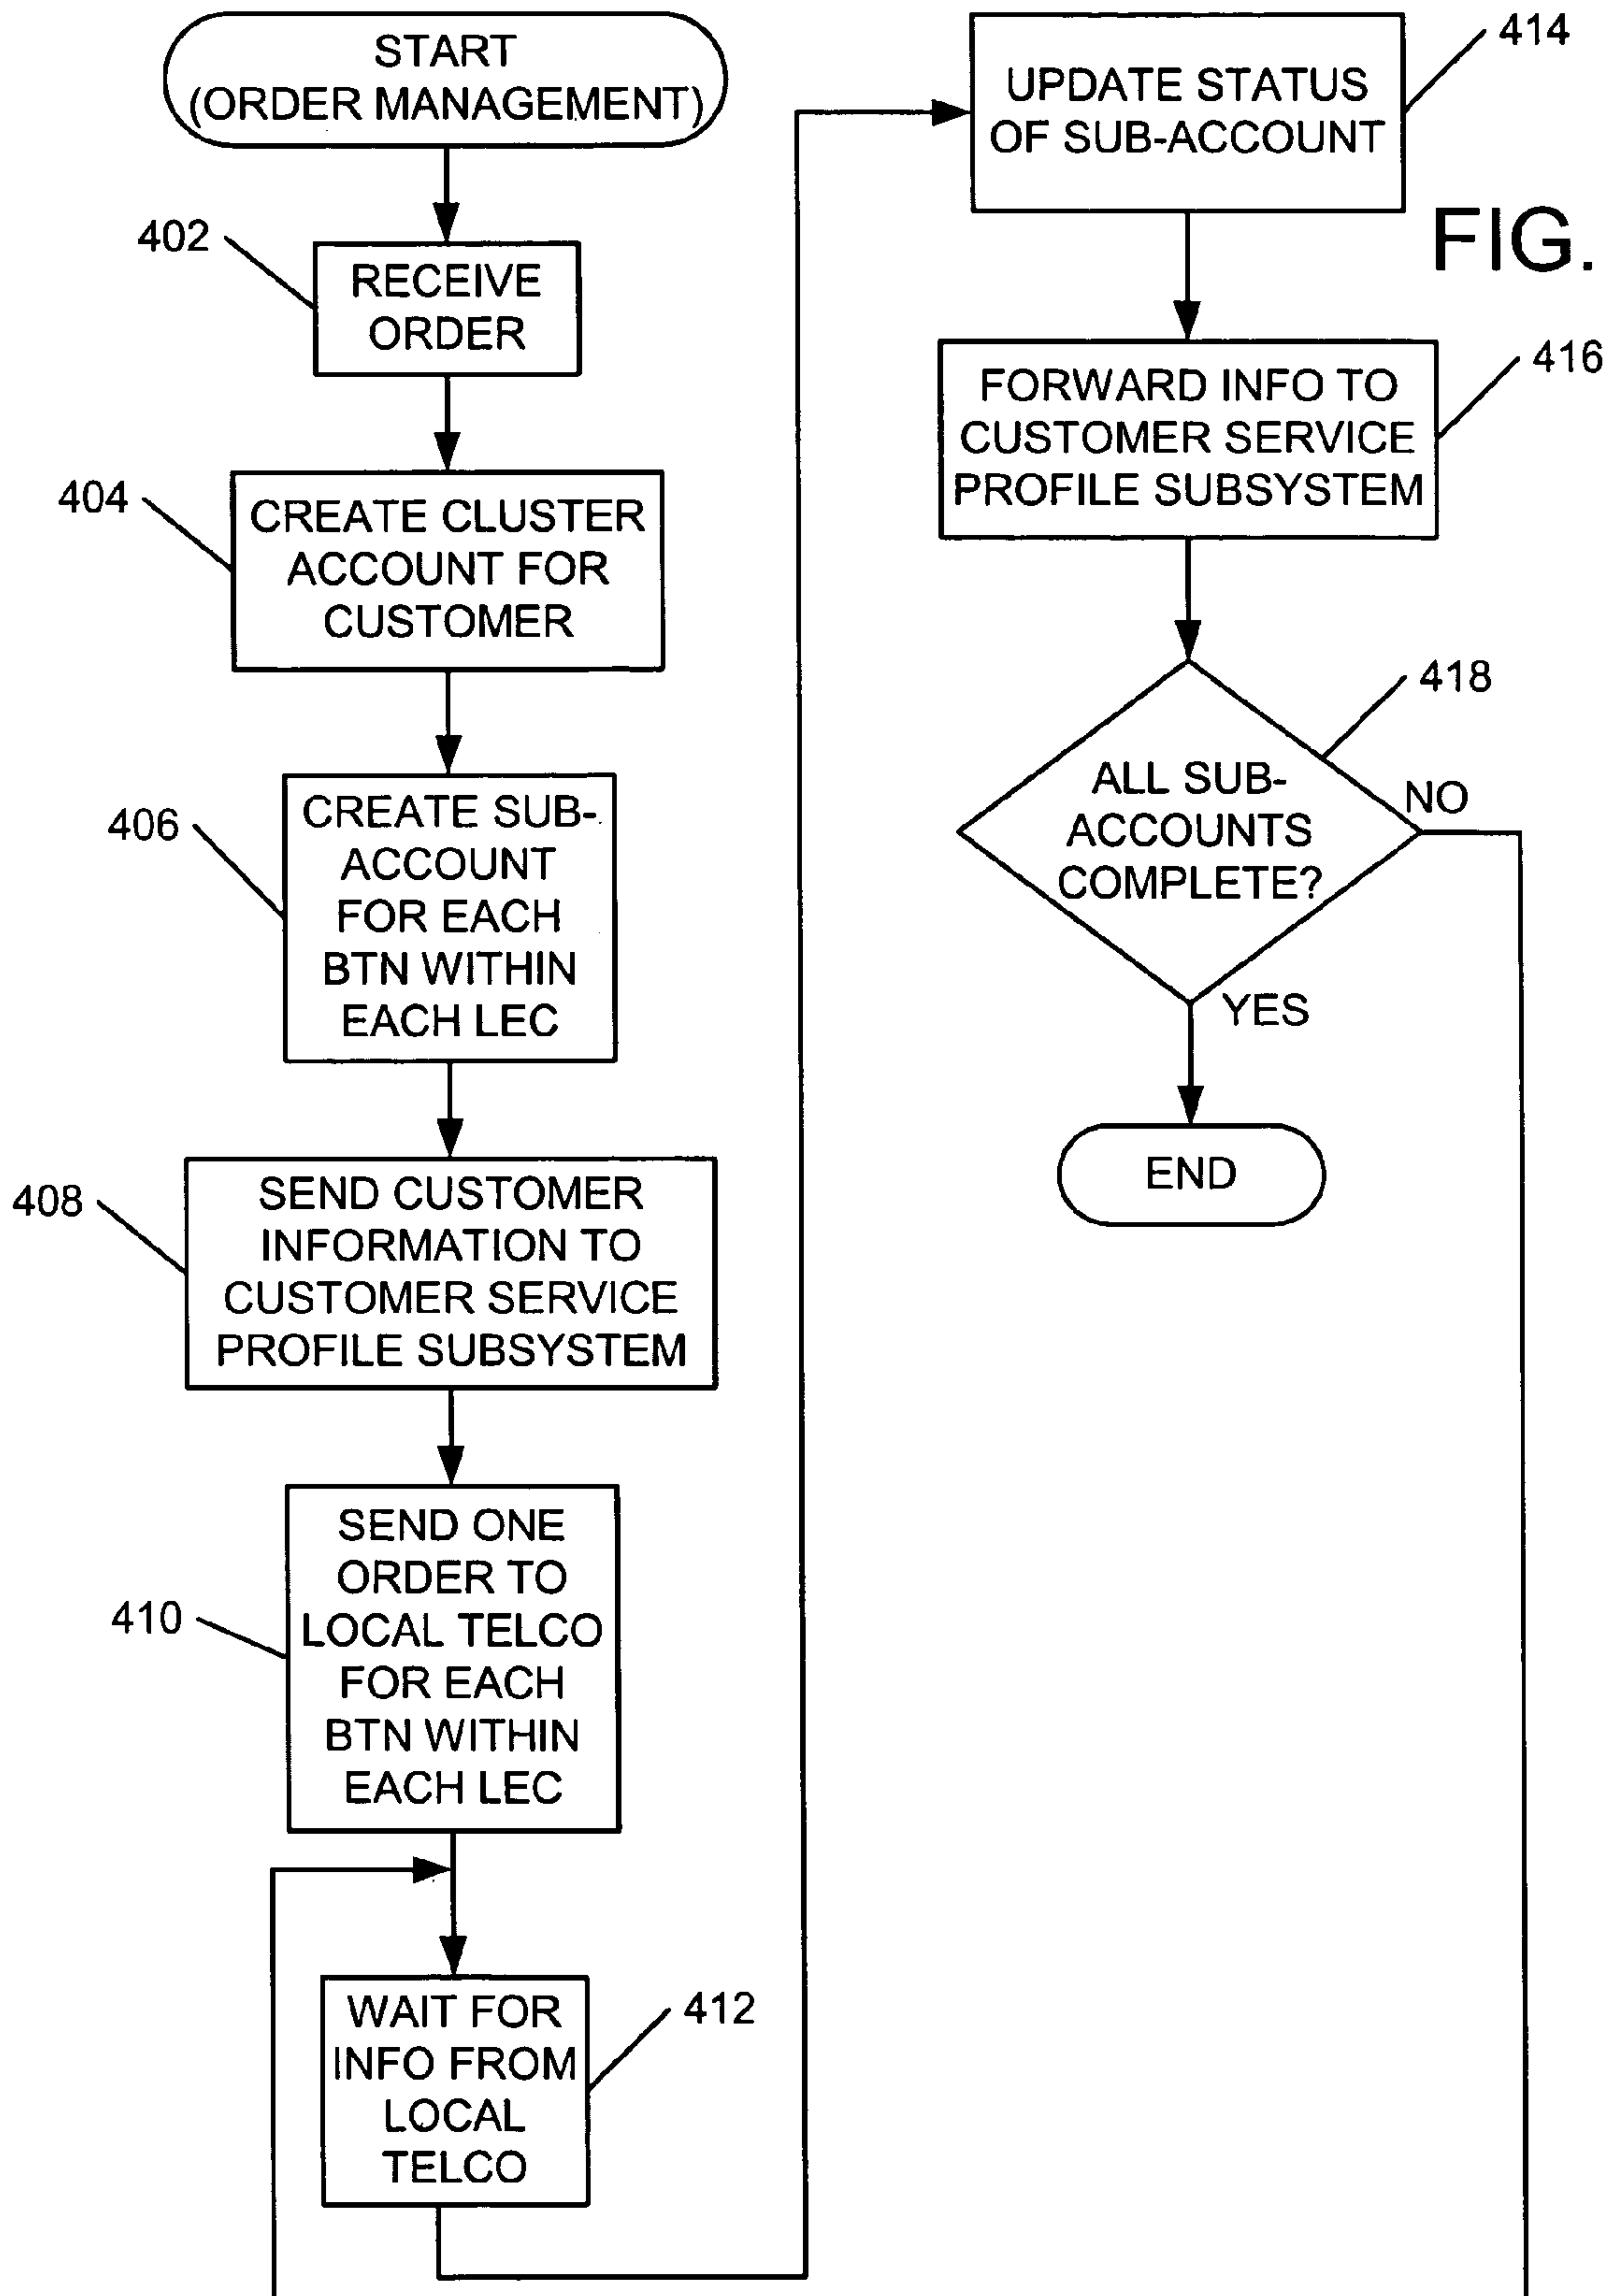 START
(ORDER MANAGEMENT)
402
RECEIVE
ORDER
404
CREATE CLUSTER
ACCOUNT FOR
CUSTOMER
406
CREATE SUB-
ACCOUNT
FOR EACH
BTN WITHIN
EACH LEC
408
SEND CUSTOMER
INFORMATION TO
CUSTOMER SERVICE
PROFILE SUBSYSTEM
410
SEND ONE
ORDER TO
LOCAL TELCO
FOR EACH
BTN WITHIN
EACH LEC
412
WAIT FOR
INFO FROM
LOCAL
TELCO
414
UPDATE STATUS
OF SUB-ACCOUNT
FIG.
416
FORWARD INFO TO
CUSTOMER SERVICE
PROFILE SUBSYSTEM
418
ALL SUB-
ACCOUNTS
COMPLETE?
NO
YES
END